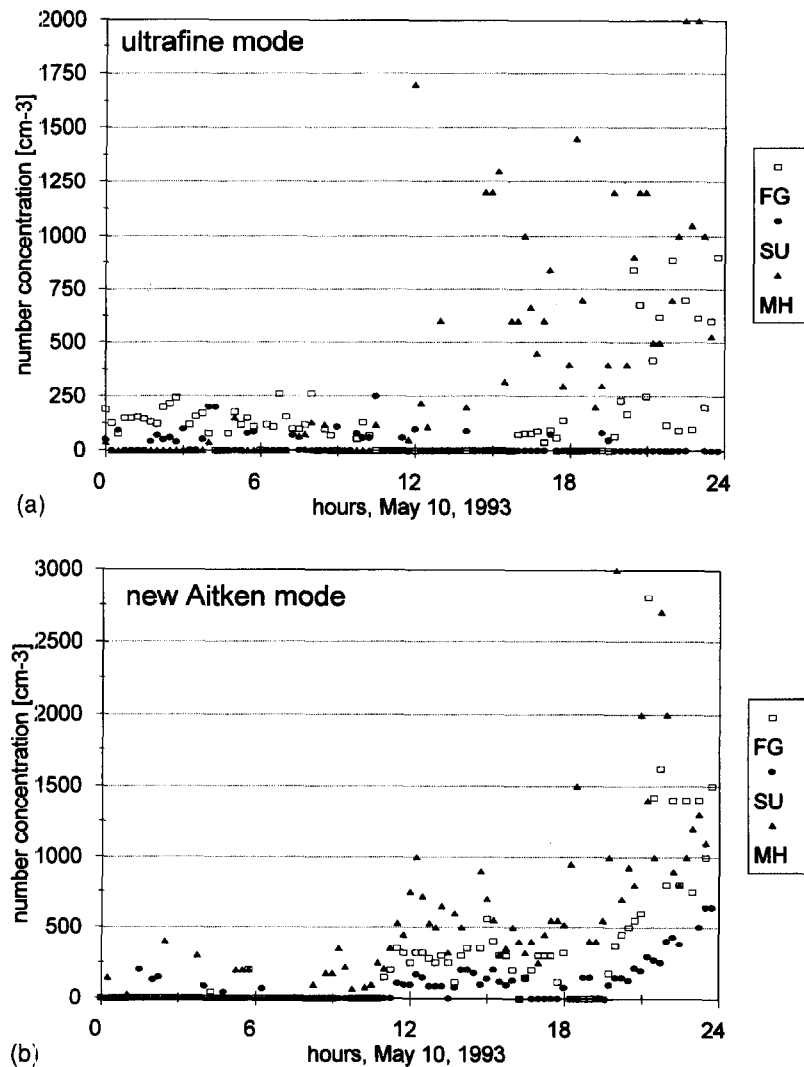 ultrafine mode
number concentration [cm-3]
2000
1750
1500
1250
1000
750
500
250
0
0
6
12
18
24
hours, May 10, 1993
(a)
FG
SU
MH
new Aitken mode
number concentration [cm-3]
3000
2500
2000
1500
1000
500
0
0
6
12
18
24
hours, May 10, 1993
(b)
FG
SU
MH